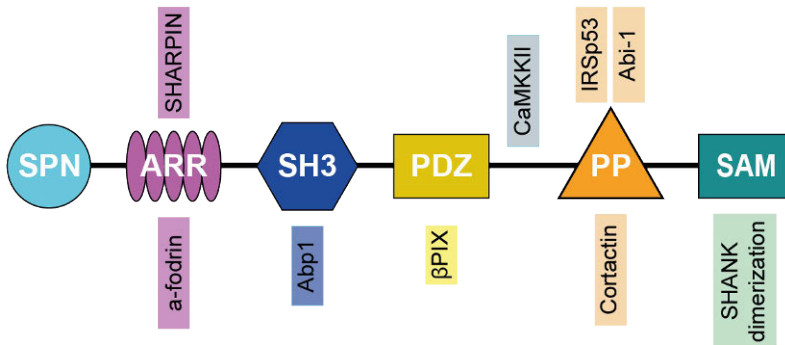 SHARPIN
CaMKKII
IRSp53
Abi-1
SPN
ARR
SH3
PDZ
PP
SAM
a-fodrin
Abp1
βPIX
Cortactin
SHANK
dimerization